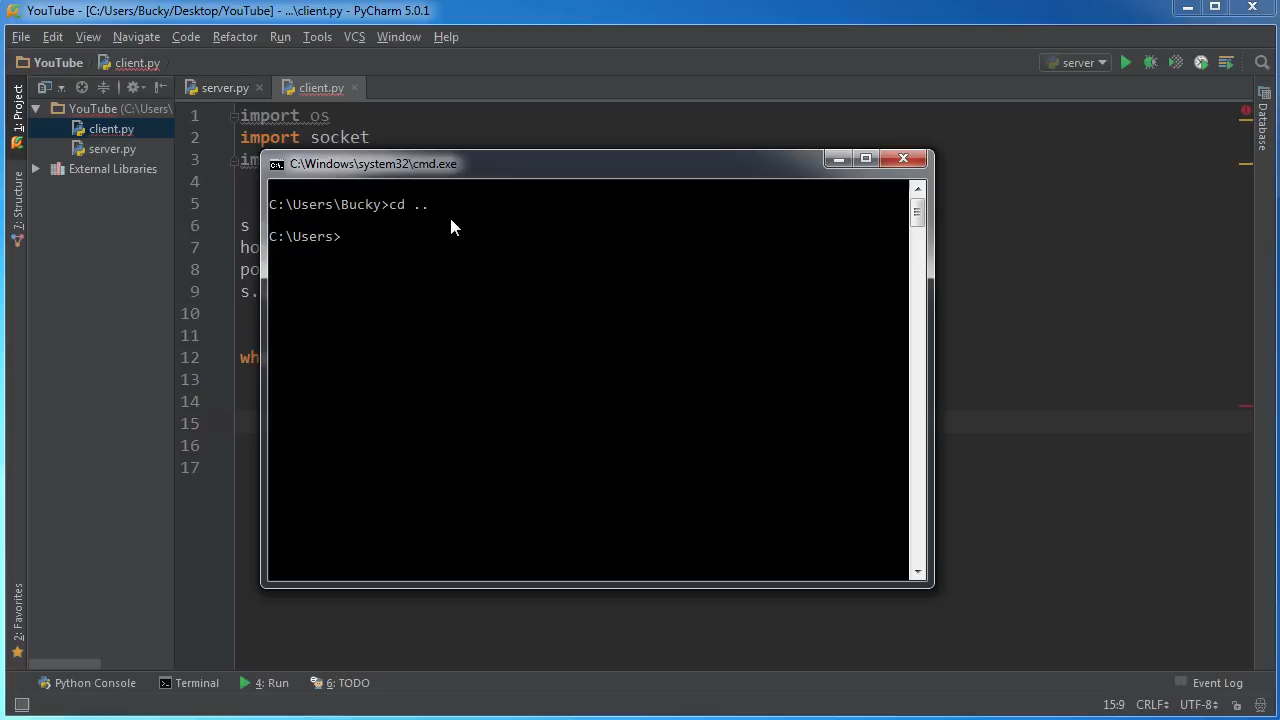 YouTube - [C:/Users/Bucky/Desktop/YouTube] - ...\client.py - PyCharm 5.0.1
File Edit View Navigate Code Refactor Run Tools VCS Window Help
YouTube client.py server
1: Project
7: Structure
2: Favorites
YouTube (C:\Users\
client.py
server.py
External Libraries
server.py client.py
1 import os
2 import socket
3 im
4
5
6 s
7 ho
8 po
9 s.
10
11
12 wh
13
14
15
16
17
C:\Windows\system32\cmd.exe
C:\Users\Bucky>cd ..
C:\Users>
Database
Python Console Terminal 4: Run 6: TODO Event Log
15:9 CRLF UTF-8